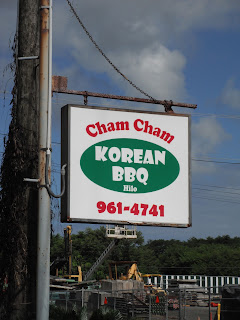 Cham Cham
KOREAN
BBQ
Hilo
961-4741